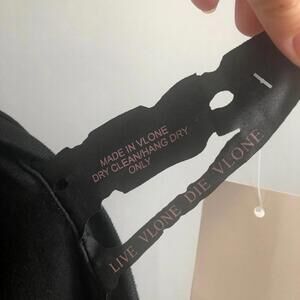 MADE IN VLONE
DRY CLEAN/HANG DRY
ONLY
LIVE VLONE DIE VLONE